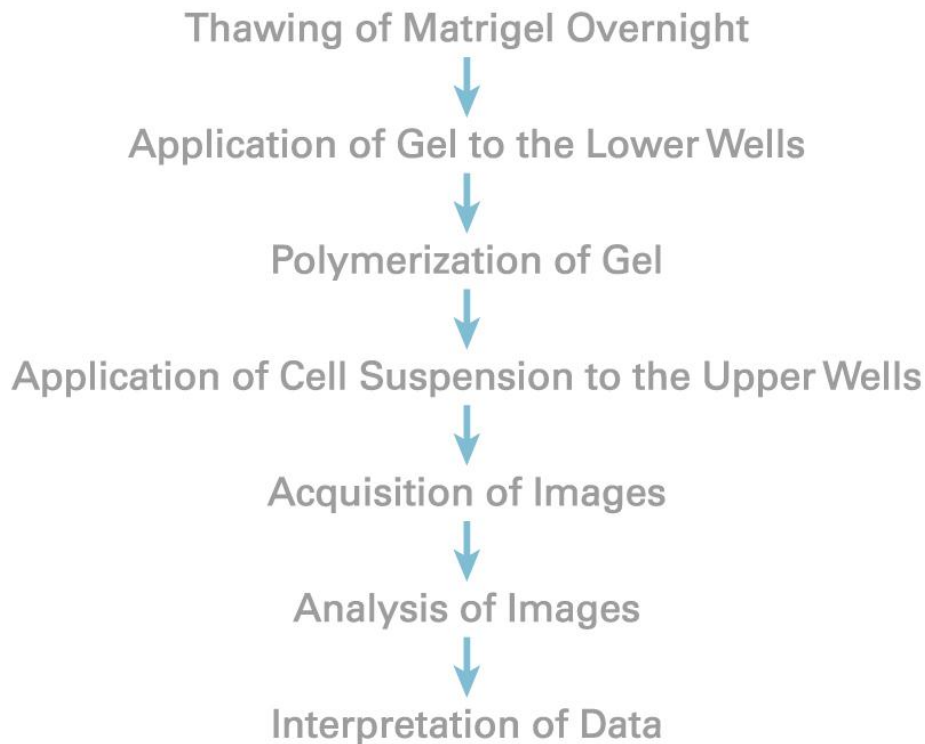 Thawing of Matrigel Overnight
Application of Gel to the Lower Wells
Polymerization of Gel
Application of Cell Suspension to the Upper Wells
Acquisition of Images
Analysis of Images
Interpretation of Data